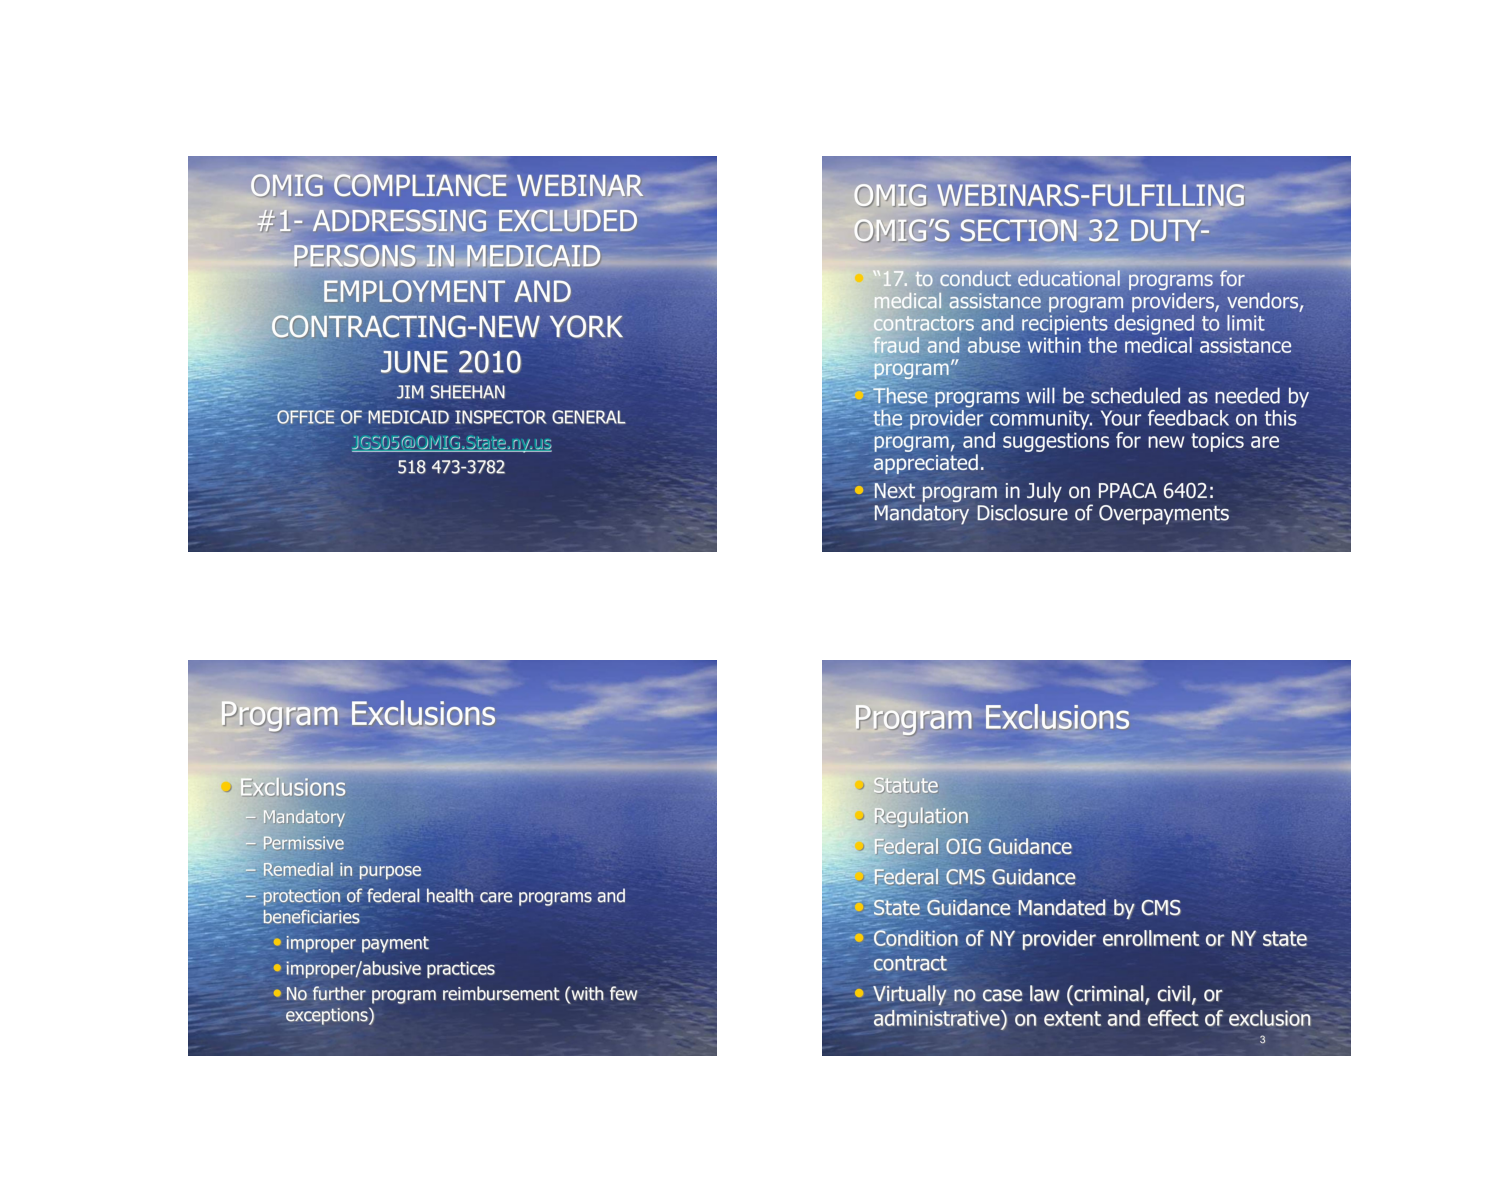 OMIG COMPLIANCE WEBINAR
#1- ADDRESSING EXCLUDED
PERSONS IN MEDICAID
EMPLOYMENT AND
CONTRACTING-NEW YORK
JUNE 2010
JIM SHEEHAN
OFFICE OF MEDICAID INSPECTOR GENERAL
JGS05@OMIG.State.ny.us
518 473-3782
OMIG WEBINARS-FULFILLING
OMIG’S SECTION 32 DUTY-
• “17. to conduct educational programs for
medical assistance program providers, vendors,
contractors and recipients designed to limit
fraud and abuse within the medical assistance
program”
• These programs will be scheduled as needed by
the provider community. Your feedback on this
program, and suggestions for new topics are
appreciated.
• Next program in July on PPACA 6402:
Mandatory Disclosure of Overpayments
Program Exclusions
• Exclusions
– Mandatory
– Permissive
– Remedial in purpose
– protection of federal health care programs and
beneficiaries
• improper payment
• improper/abusive practices
• No further program reimbursement (with few
exceptions)
Program Exclusions
• Statute
• Regulation
• Federal OIG Guidance
• Federal CMS Guidance
• State Guidance Mandated by CMS
• Condition of NY provider enrollment or NY state
contract
• Virtually no case law (criminal, civil, or
administrative) on extent and effect of exclusion
3